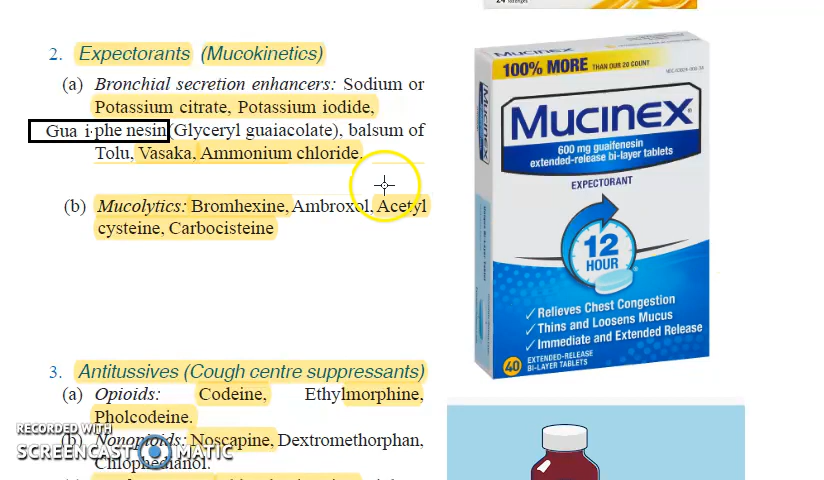 24 lozenges
2. Expectorants (Mucokinetics)
(a) Bronchial secretion enhancers: Sodium or
Potassium citrate, Potassium iodide,
Gua i·phe nesin (Glyceryl guaiacolate), balsum of
Tolu, Vasaka, Ammonium chloride.
(b) Mucolytics: Bromhexine, Ambroxol, Acetyl
cysteine, Carbocisteine
3. Antitussives (Cough centre suppressants)
(a) Opioids: Codeine, Ethylmorphine,
Pholcodeine.
(b) Nonopioids: Noscapine, Dextromethorphan,
Chlophedianol.
RECORDED WITH
SCREENCAST MATIC
MUCINEX
100% MORE THAN OUR 20 COUNT
Mucinex
Mucinex®
600 mg guaifenesin
extended-release bi-layer tablets
EXPECTORANT
12
HOUR
✓ Relieves Chest Congestion
✓ Thins and Loosens Mucus
✓ Immediate and Extended Release
40 EXTENDED-RELEASE
BI-LAYER TABLETS